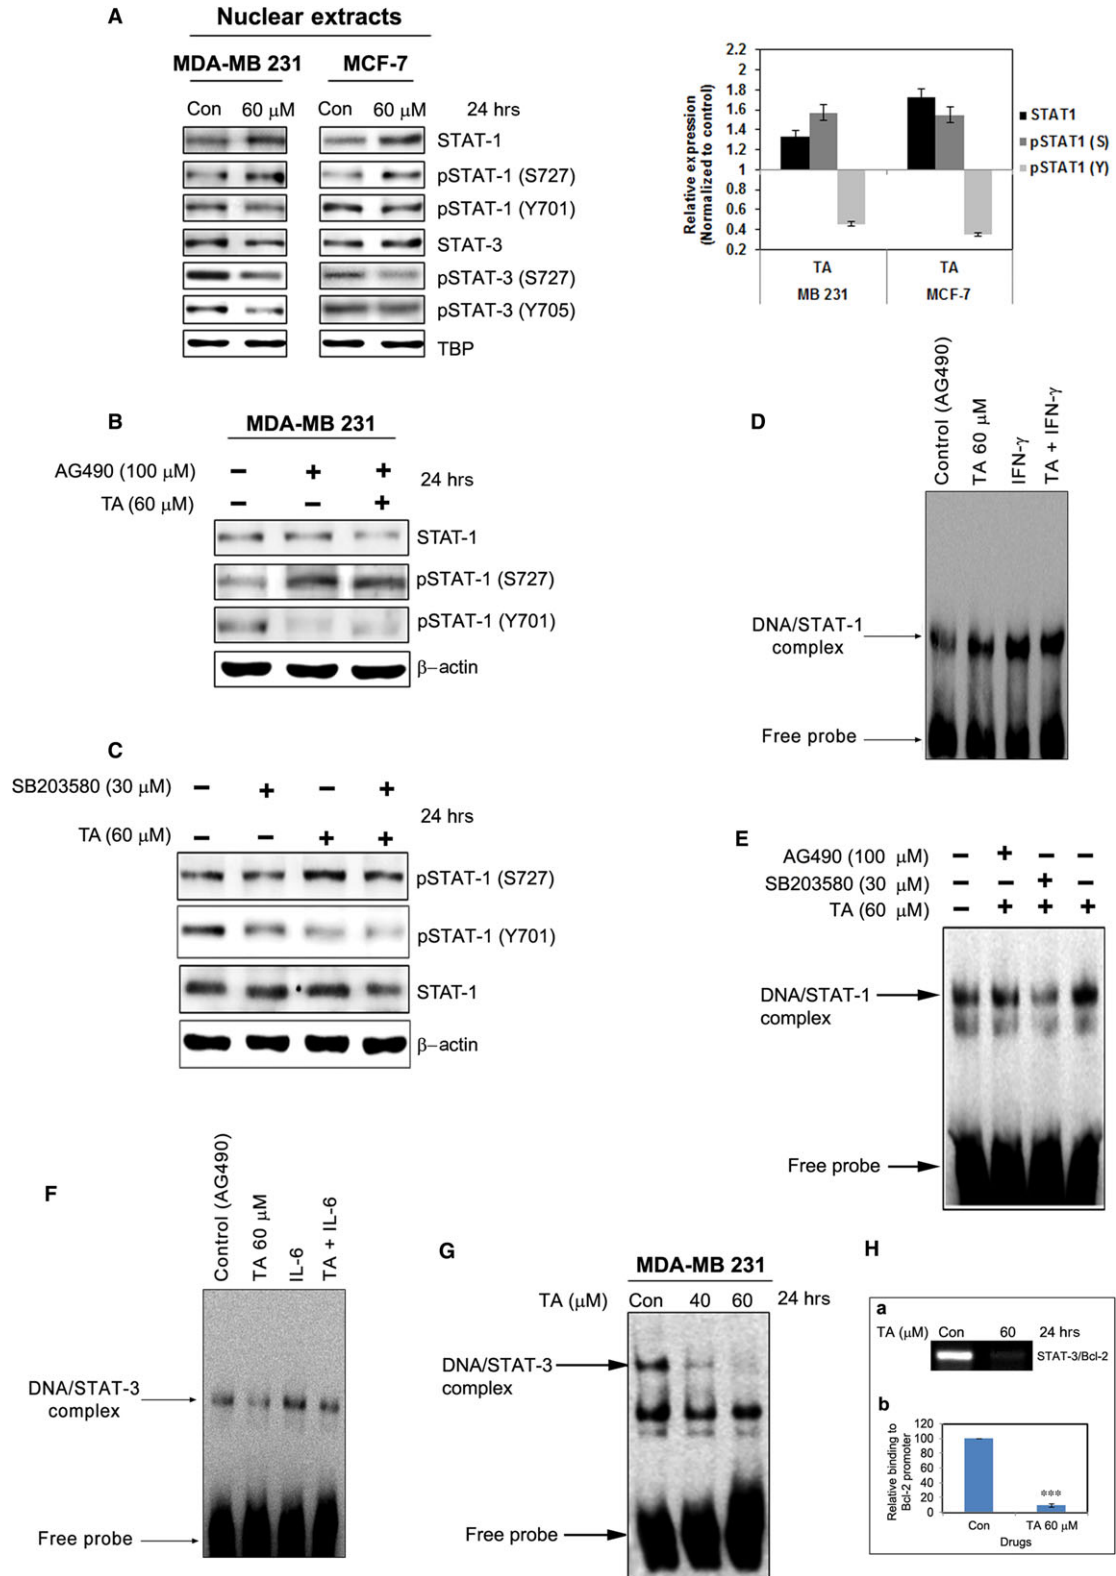 A
Nuclear extracts
MDA-MB 231 MCF-7
Con 60 μM Con 60 μM 24 hrs
STAT-1
pSTAT-1 (S727)
pSTAT-1 (Y701)
STAT-3
pSTAT-3 (S727)
pSTAT-3 (Y705)
TBP
Relative expression
(Normalized to control)
2.2
2
1.8
1.6
1.4
1.2
1
0.8
0.6
0.4
0.2
TA TA
MB 231 MCF-7
STAT1
pSTAT1 (S)
pSTAT1 (Y)
B
MDA-MB 231
AG490 (100 μM) − + + 24 hrs
TA (60 μM) − − +
STAT-1
pSTAT-1 (S727)
pSTAT-1 (Y701)
β−actin
C
SB203580 (30 μM) − + − +
24 hrs
TA (60 μM) − − + +
pSTAT-1 (S727)
pSTAT-1 (Y701)
STAT-1
β−actin
D
Control (AG490)
TA 60 μM
IFN-γ
TA + IFN-γ
DNA/STAT-1
complex
Free probe
E
AG490 (100 μM) − + − −
SB203580 (30 μM) − − + −
TA (60 μM) − + + +
DNA/STAT-1
complex
Free probe
F
Control (AG490)
TA 60 μM
IL-6
TA + IL-6
DNA/STAT-3
complex
Free probe
G
MDA-MB 231
TA (μM) Con 40 60 24 hrs
DNA/STAT-3
complex
Free probe
H
a
TA (μM) Con 60 24 hrs
STAT-3/Bcl-2
b
Relative binding to
Bcl-2 promoter
120
100
80
60
40
20
0
***
Con TA 60 μM
Drugs